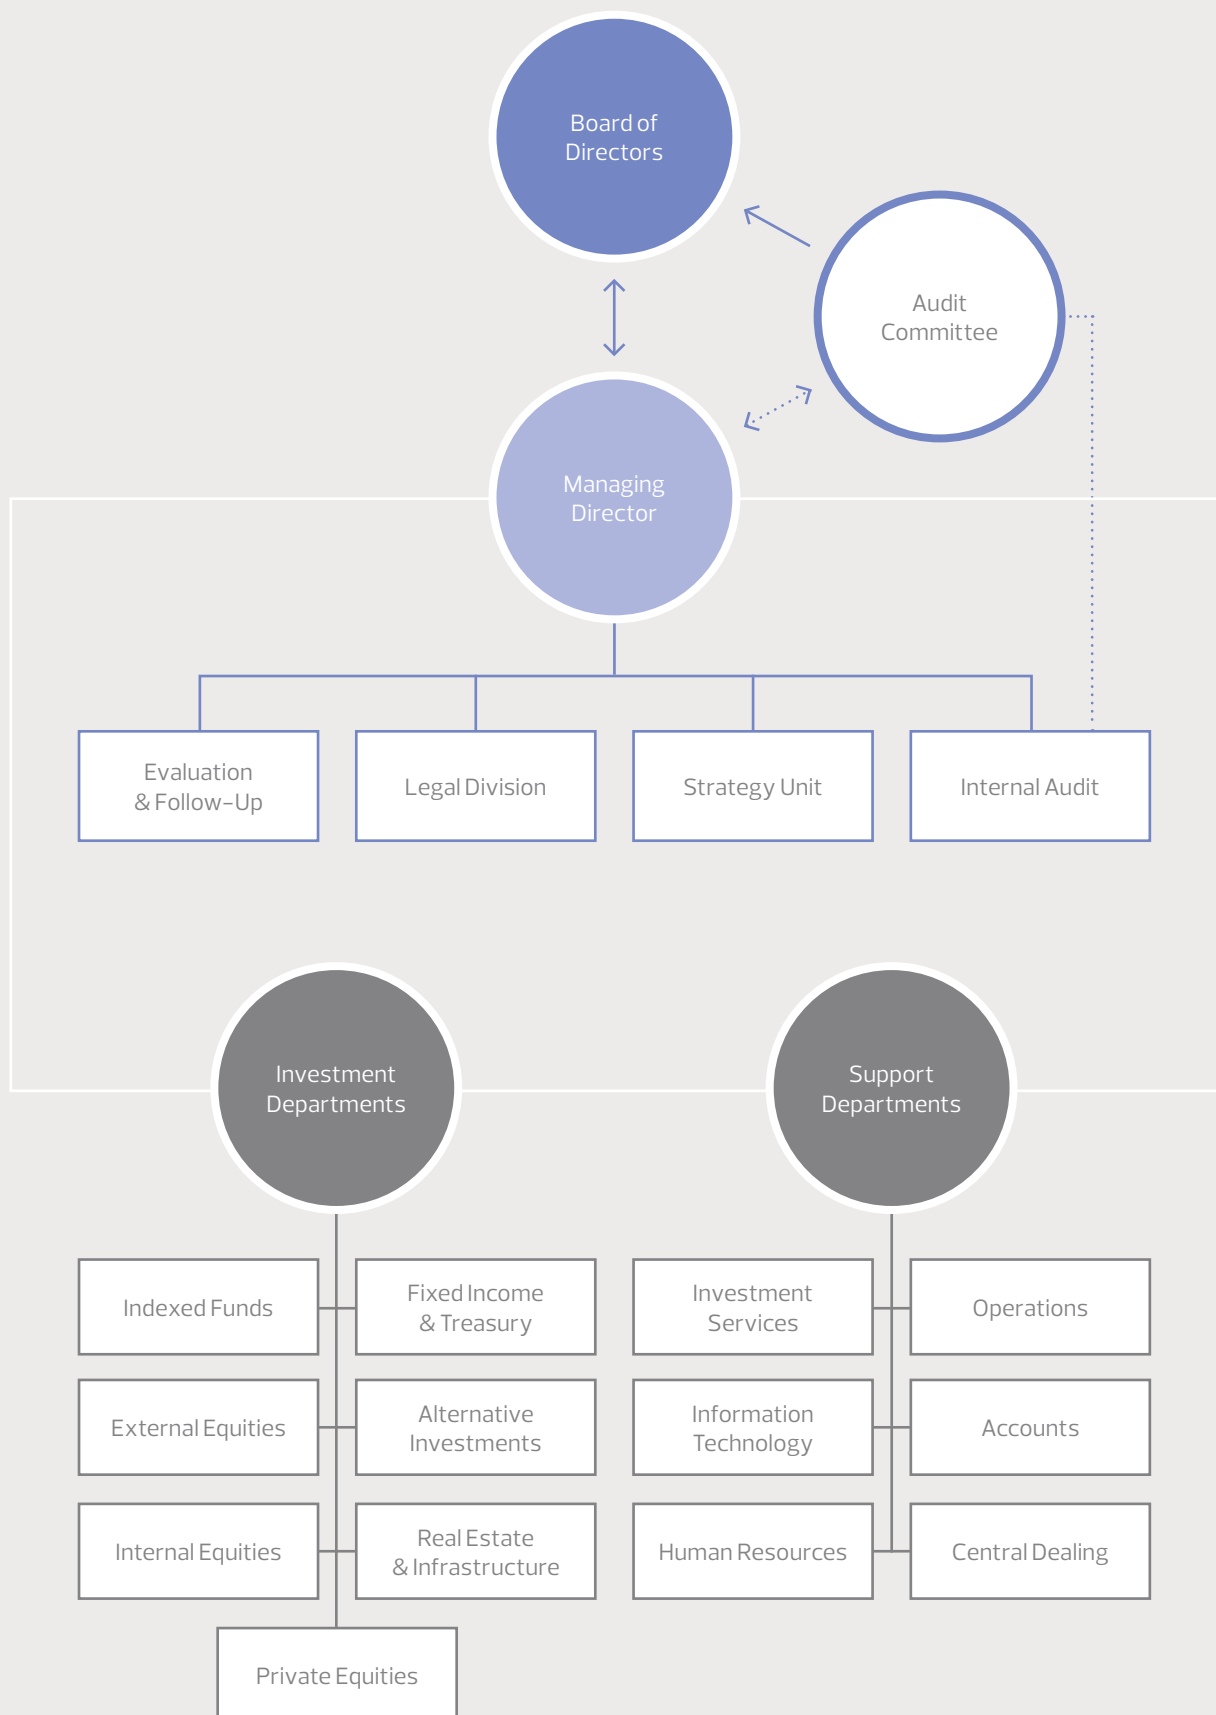 Board of
Directors
Audit
Committee
Managing
Director
Evaluation
& Follow-Up
Legal Division
Strategy Unit
Internal Audit
Investment
Departments
Support
Departments
Indexed Funds
Fixed Income
& Treasury
Investment
Services
Operations
External Equities
Alternative
Investments
Information
Technology
Accounts
Internal Equities
Real Estate
& Infrastructure
Human Resources
Central Dealing
Private Equities